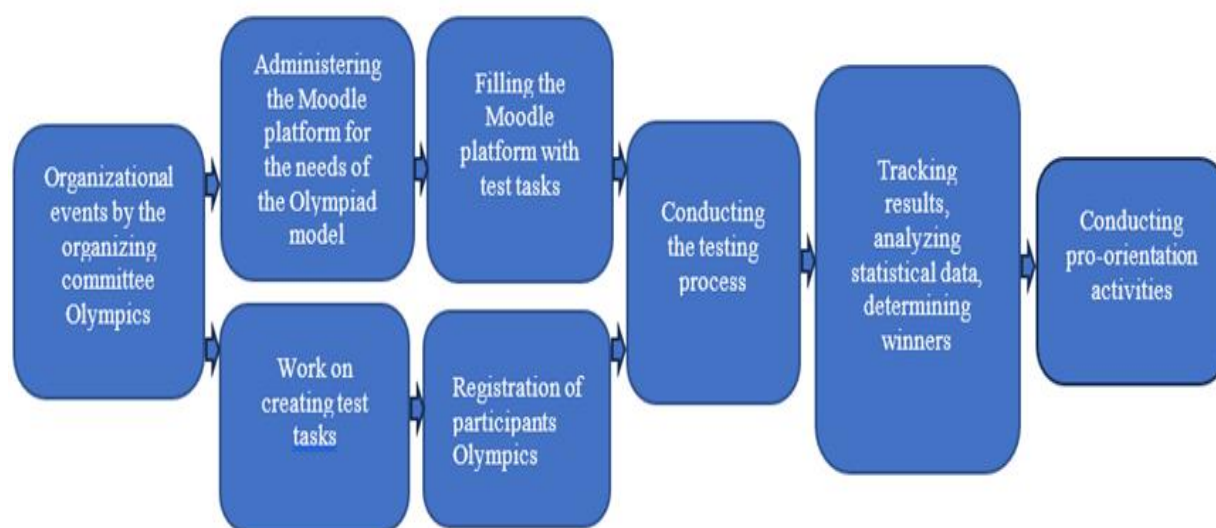 Organizational
events by the
organizing
committee
Olympics
Administering
the Moodle
platform for
the needs of
the Olympiad
model
Filling the
Moodle
platform with
test tasks
Work on
creating test
tasks
Registration of
participants
Olympics
Conducting
the testing
process
Tracking
results,
analyzing
statistical data,
determining
winners
Conducting
pro-orientation
activities